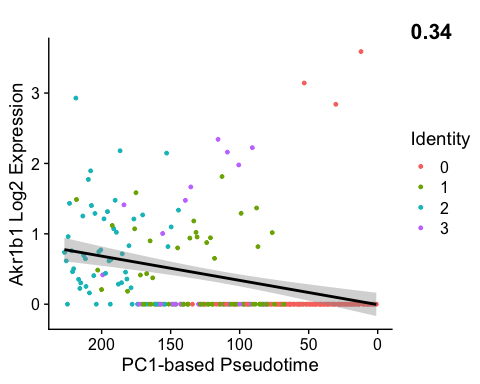 0.34
Akr1b1 Log2 Expression
3
2
1
0
200 150 100 50 0
PC1-based Pseudotime
Identity
0
1
2
3